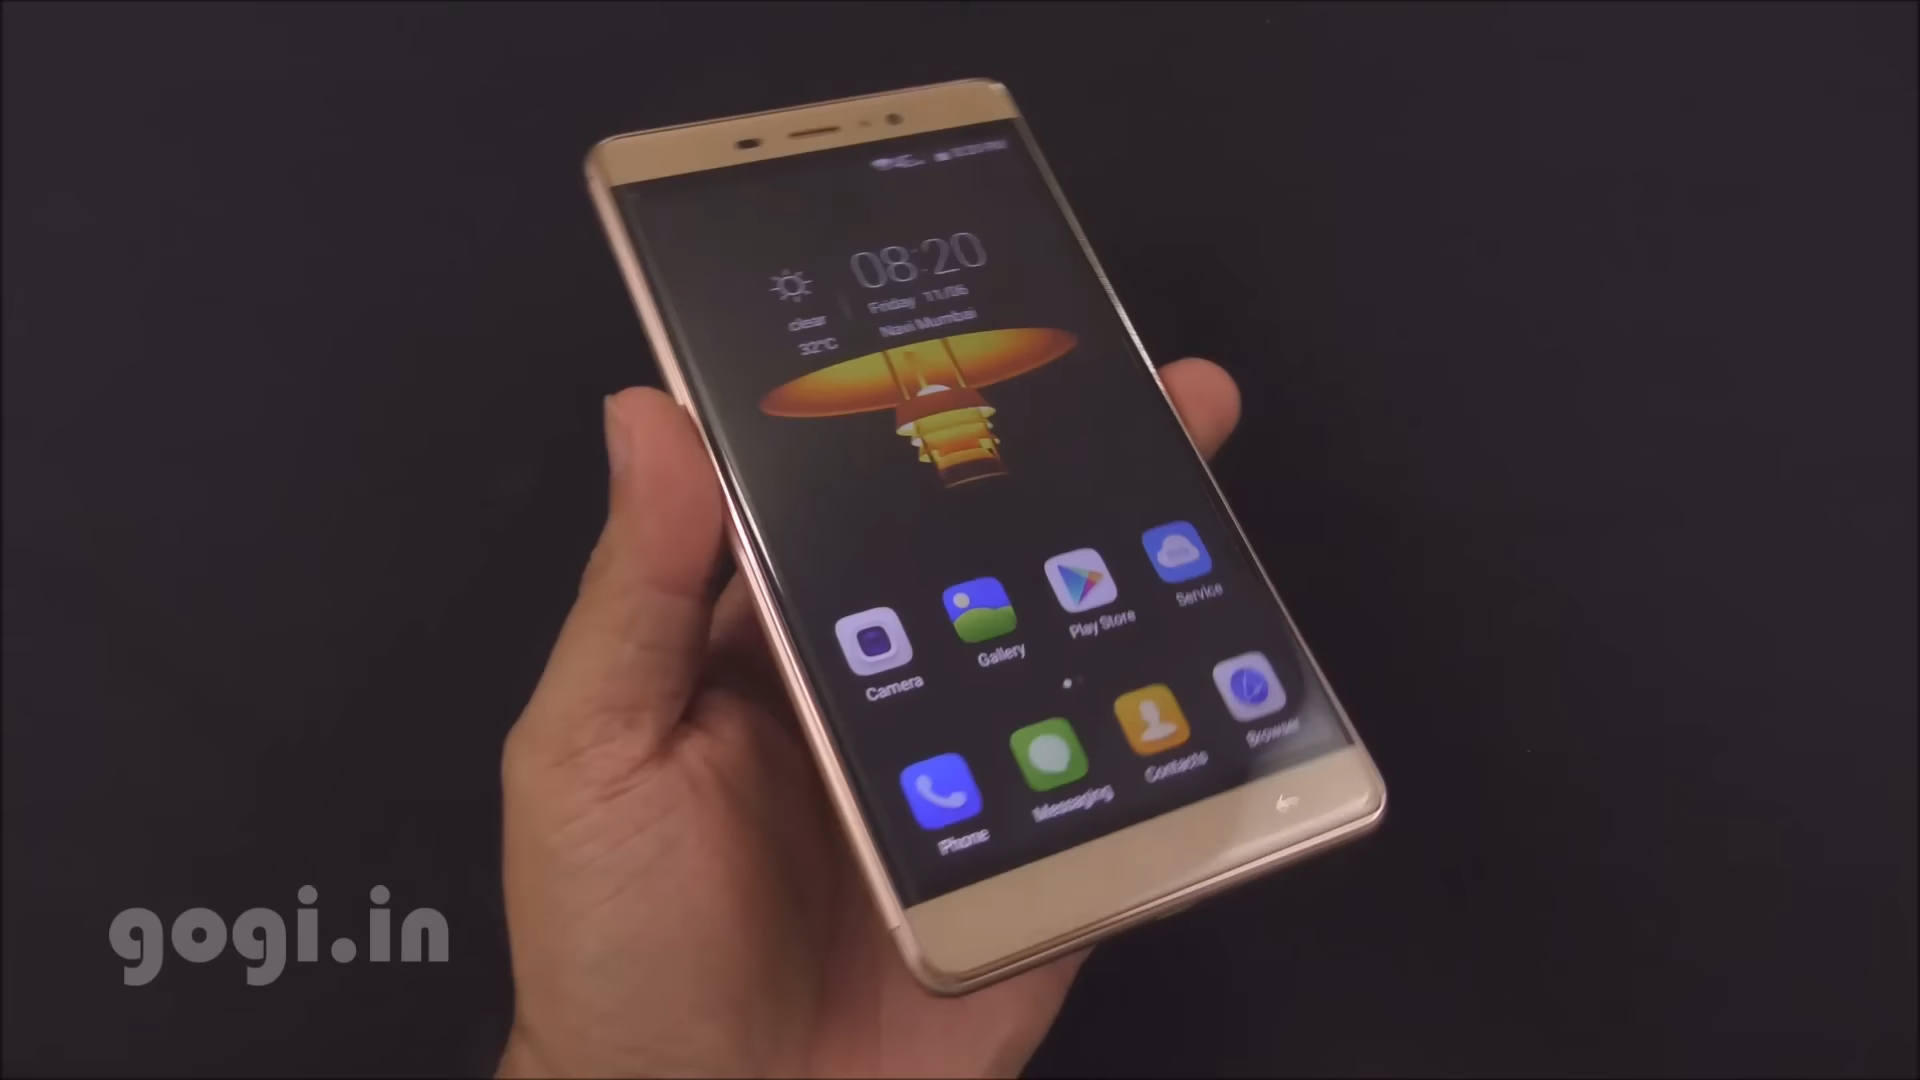 08:20
Friday 11/06
Navi Mumbai
clear
32°C
Camera
Gallery
Play Store
Service
Phone
Messaging
Contacts
Browser
gogi.in